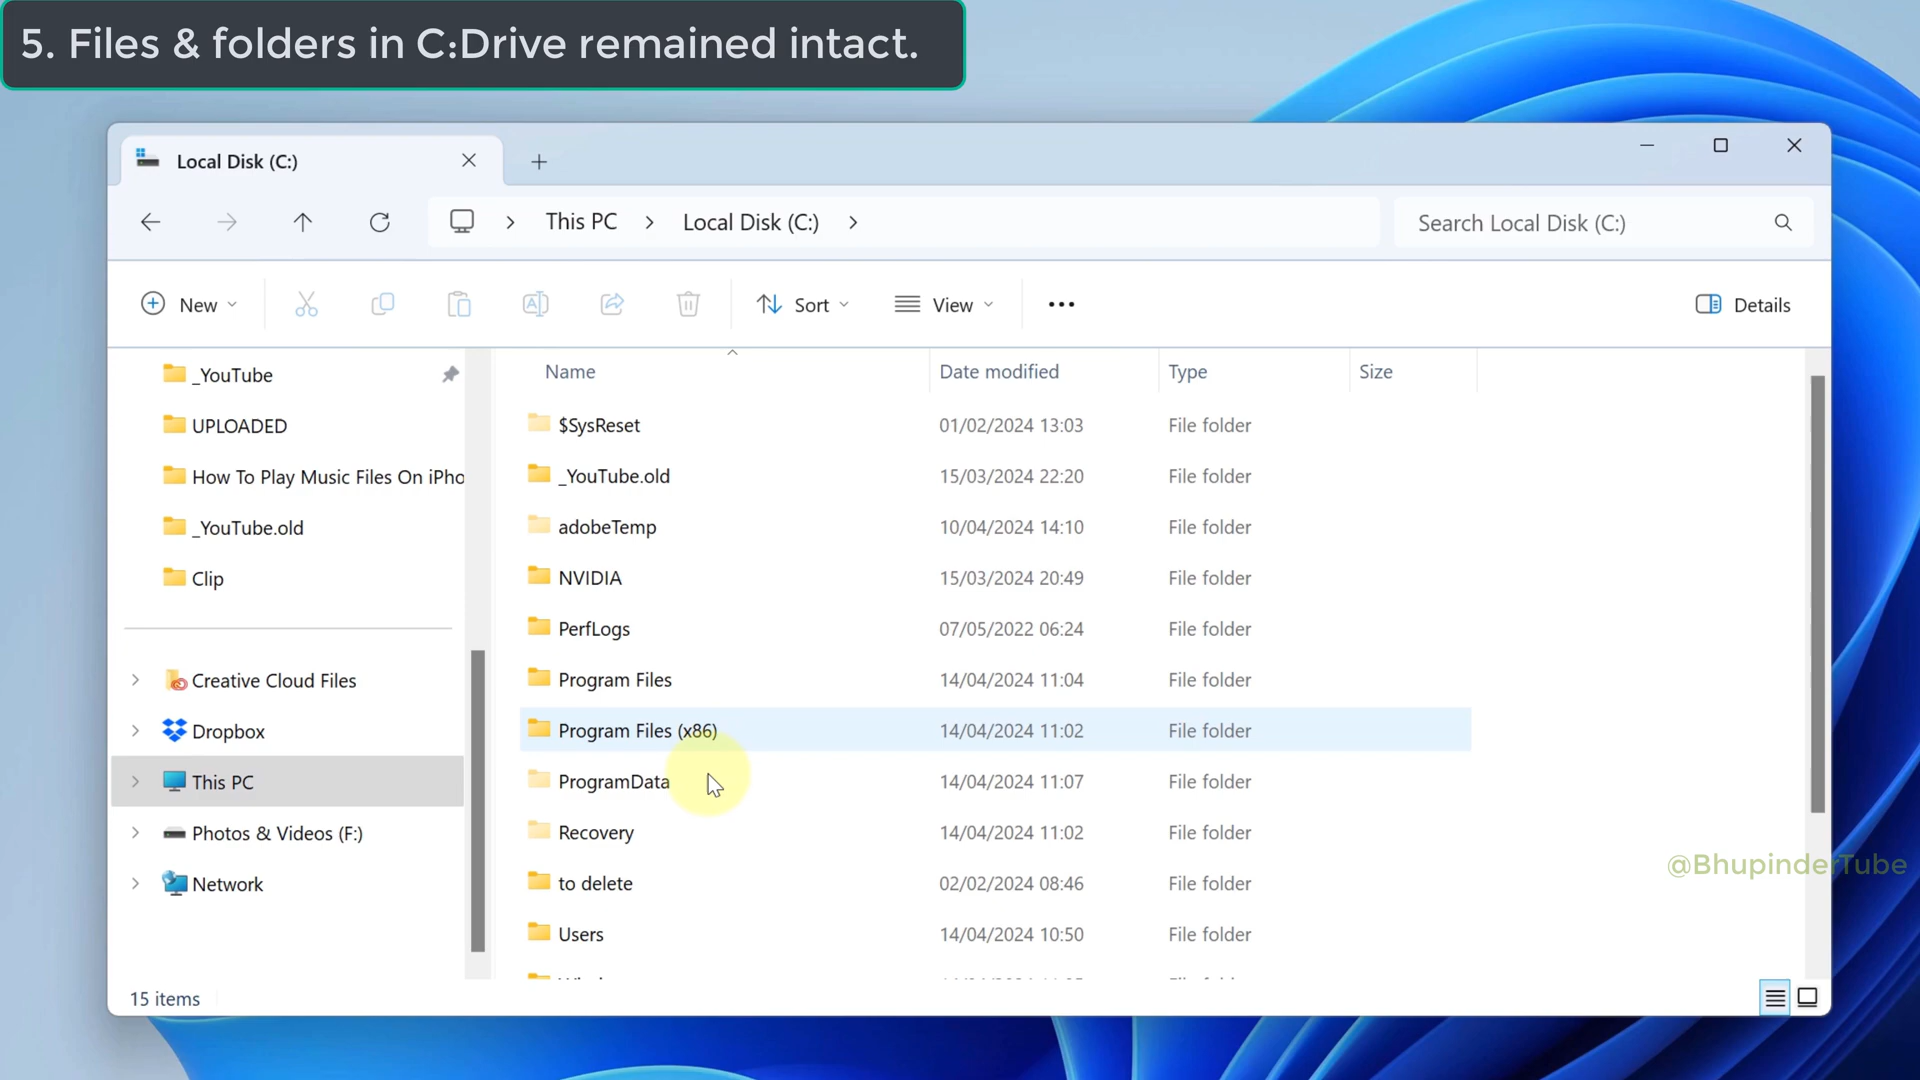 5. Files & folders in C:Drive remained intact.
Local Disk (C:)
This PC Local Disk (C:)
Search Local Disk (C:)
New Sort View Details
_YouTube
UPLOADED
How To Play Music Files On iPho
_YouTube.old
Clip
Creative Cloud Files
Dropbox
This PC
Photos & Videos (F:)
Network
Name Date modified Type Size
$SysReset 01/02/2024 13:03 File folder
_YouTube.old 15/03/2024 22:20 File folder
adobeTemp 10/04/2024 14:10 File folder
NVIDIA 15/03/2024 20:49 File folder
PerfLogs 07/05/2022 06:24 File folder
Program Files 14/04/2024 11:04 File folder
Program Files (x86) 14/04/2024 11:02 File folder
ProgramData 14/04/2024 11:07 File folder
Recovery 14/04/2024 11:02 File folder
to delete 02/02/2024 08:46 File folder
Users 14/04/2024 10:50 File folder
@BhupinderTube
15 items